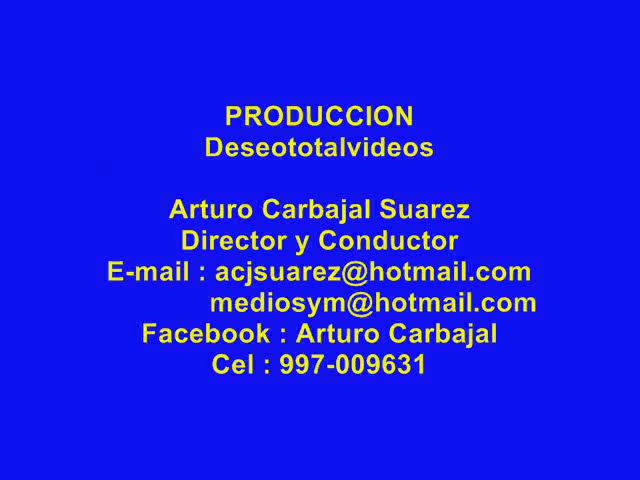 PRODUCCION
Deseototalvideos
Arturo Carbajal Suarez
Director y Conductor
E-mail : acjsuarez@hotmail.com
mediosym@hotmail.com
Facebook : Arturo Carbajal
Cel : 997-009631